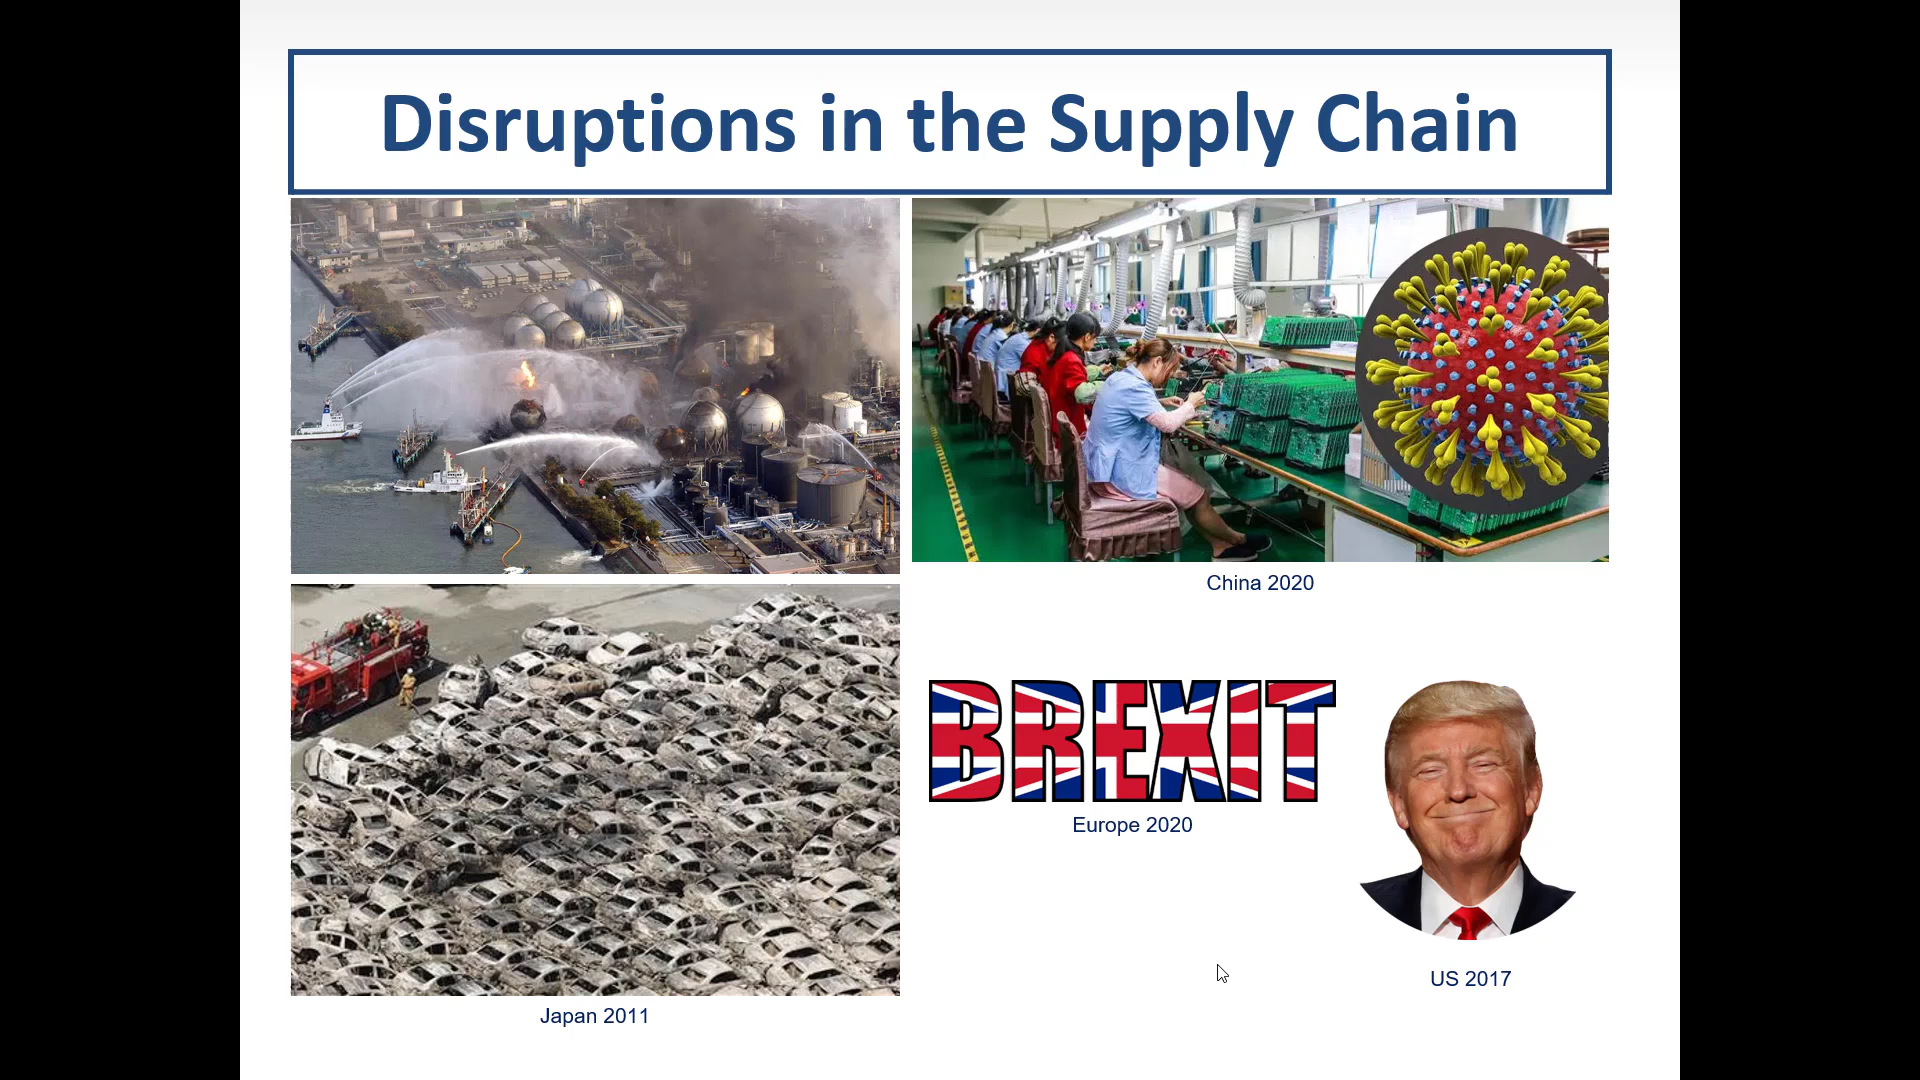 Disruptions in the Supply Chain
China 2020
BREXIT
Europe 2020
US 2017
Japan 2011